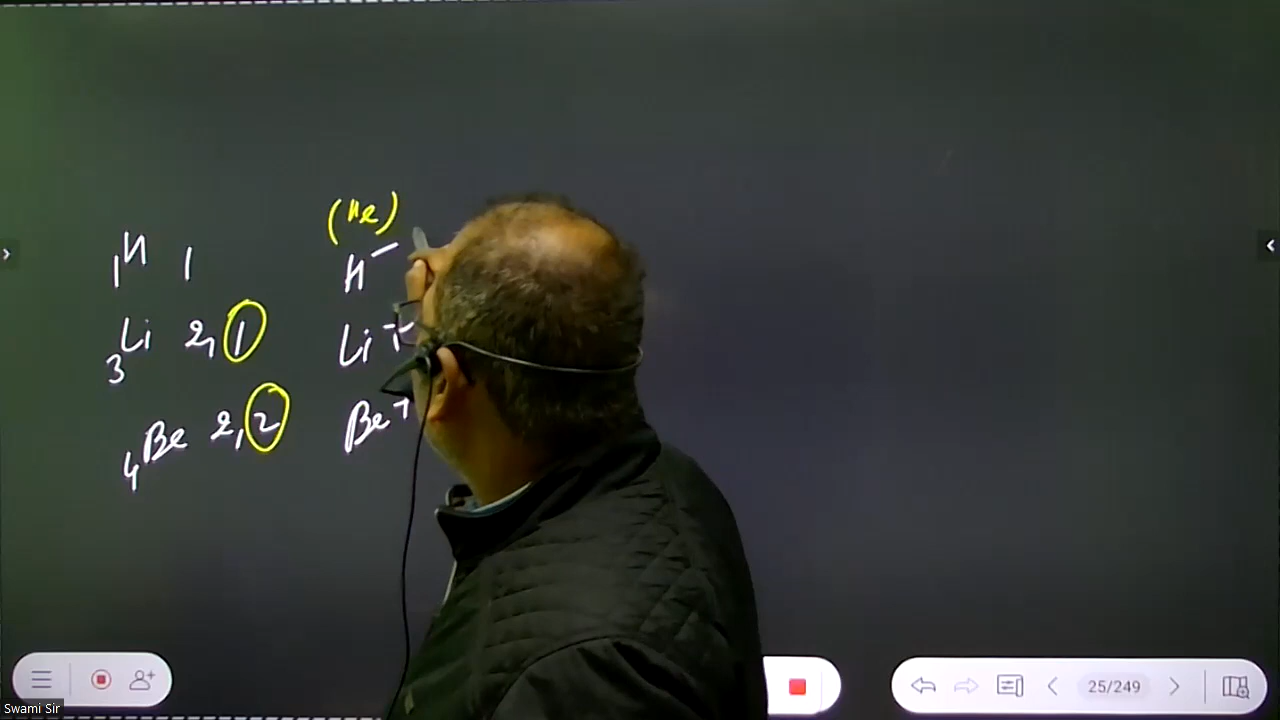 (He)
₁H 1 H⁻
₃Li 2,1 Li⁺
₄Be 2,2 Be⁺
25/249
Swami Sir